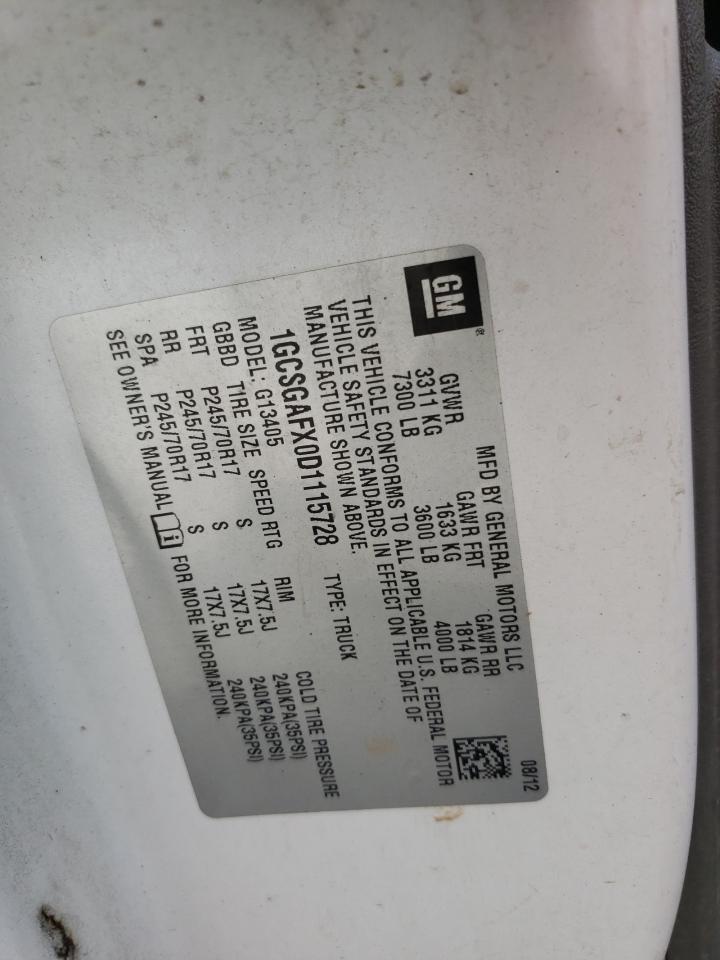 GM®
MFD BY GENERAL MOTORS LLC 08/12
GVWR GAWR FRT GAWR RR
3311 KG 1633 KG 1814 KG
7300 LB 3600 LB 4000 LB
THIS VEHICLE CONFORMS TO ALL APPLICABLE U.S. FEDERAL MOTOR
VEHICLE SAFETY STANDARDS IN EFFECT ON THE DATE OF
MANUFACTURE SHOWN ABOVE.
1GCSGAFX0D1115728 TYPE: TRUCK
MODEL: G13405
GBBD TIRE SIZE SPEED RTG RIM COLD TIRE PRESSURE
FRT P245/70R17 S 17X7.5J 240KPA(35PSI)
RR P245/70R17 S 17X7.5J 240KPA(35PSI)
SPA P245/70R17 S 17X7.5J 240KPA(35PSI)
SEE OWNER'S MANUAL i FOR MORE INFORMATION.